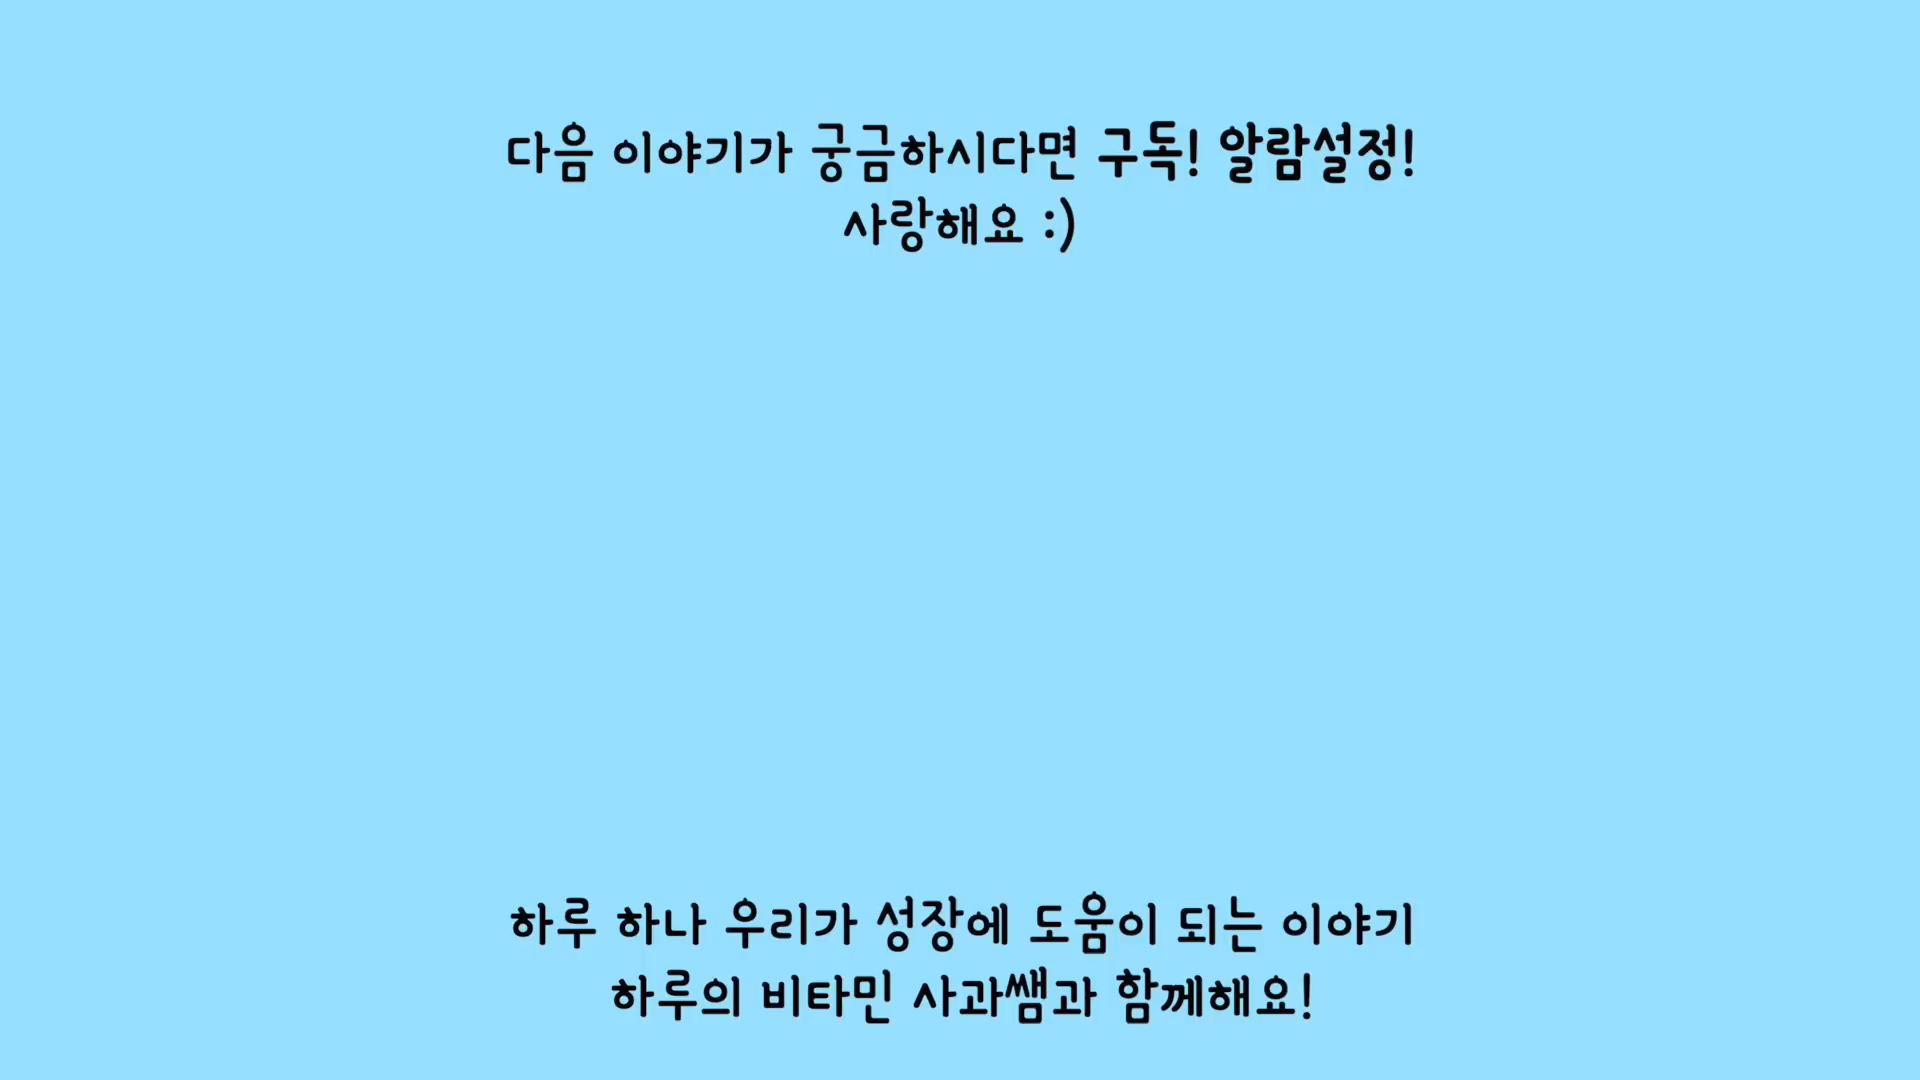 다음 이야기가 궁금하시다면 구독! 알람설정!
사랑해요 :)
하루 하나 우리가 성장에 도움이 되는 이야기
하루의 비타민 사과쌤과 함께해요!